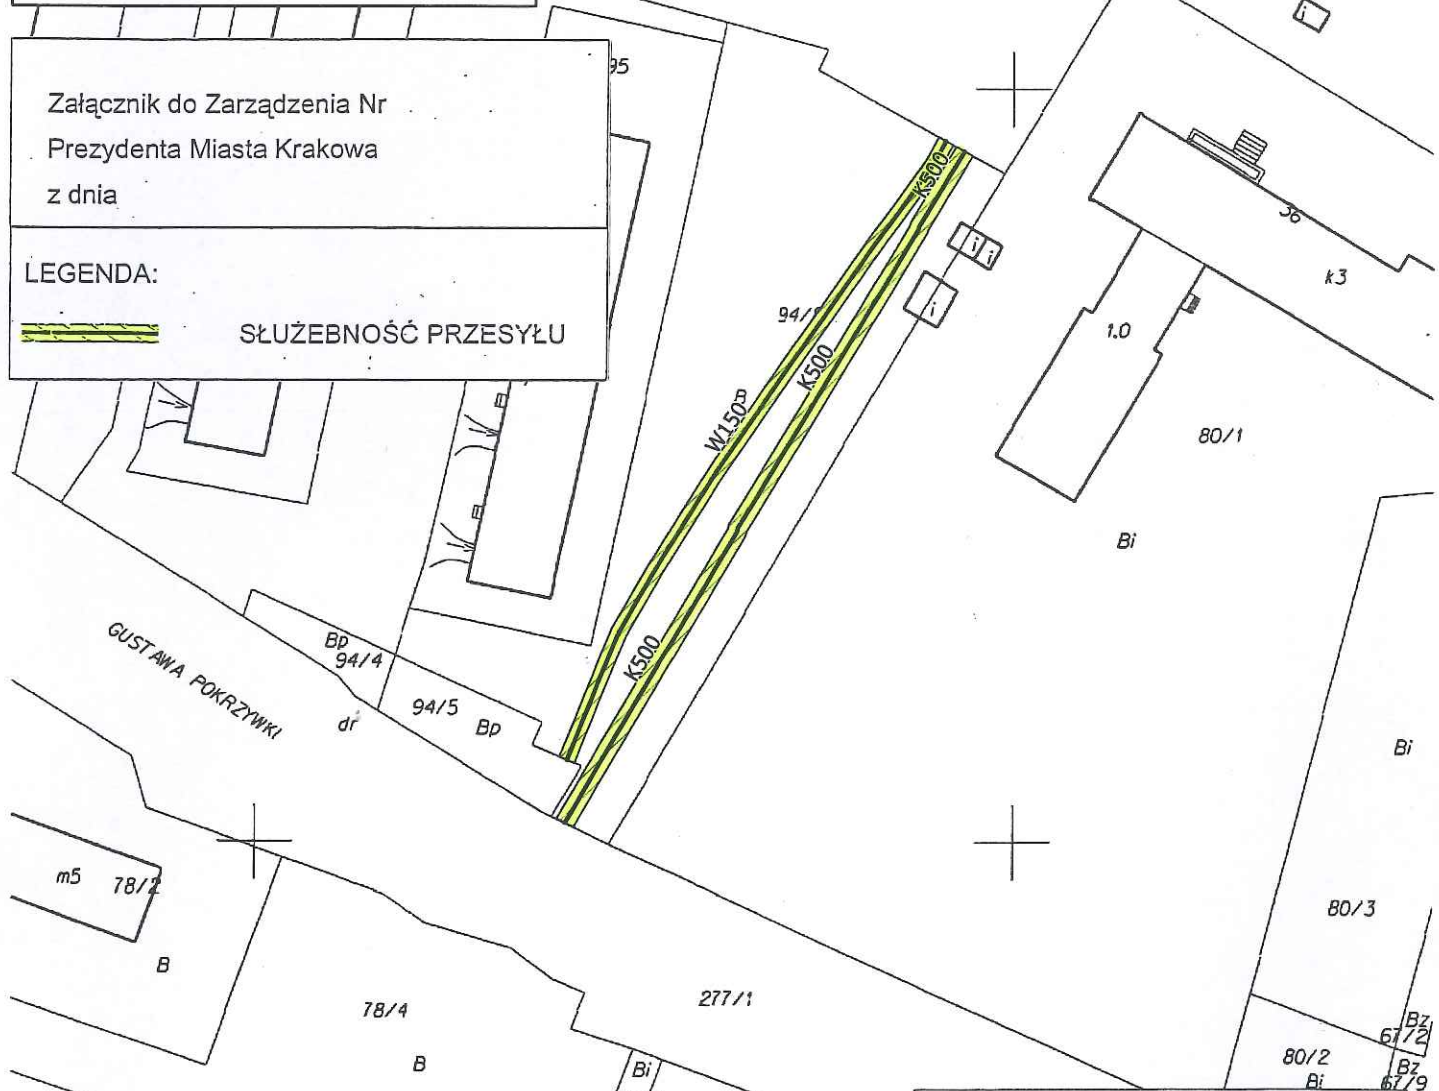 Załącznik do Zarządzenia Nr
Prezydenta Miasta Krakowa
z dnia
LEGENDA:
SŁUŻEBNOŚĆ PRZESYŁU
95
i
K500
36
i
i
k3
i
94/
1.0
K500
B
W150
80/1
Bi
Bp
94/4
K500
GUSTAWA POKRZYWKI
94/5
dr
Bp
Bi
m5
78/2
80/3
B
277/1
78/4
Bz
67/2
80/2
B
Bi
Bz
Bi
67/9